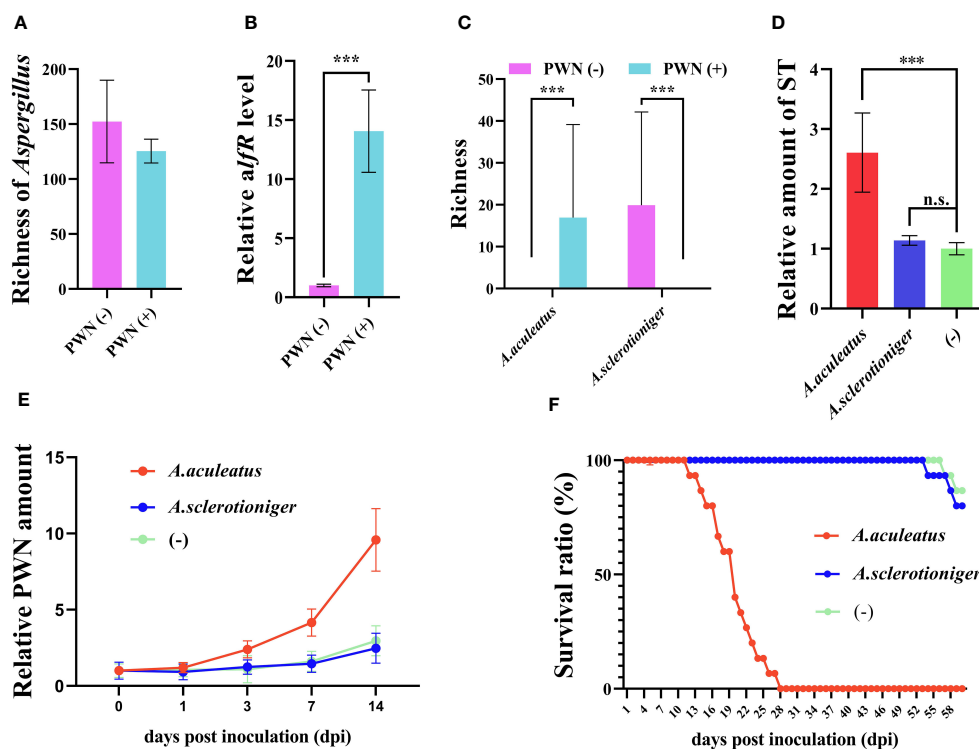 A
Richness of Aspergillus
200
150
100
50
0
PWN (-)
PWN (+)
B
Relative alfR level
20
15
10
5
0
***
PWN (-)
PWN (+)
C
PWN (-) PWN (+)
Richness
50
40
30
20
10
0
***
***
A.aculeatus
A.sclerotioniger
D
Relative amount of ST
4
3
2
1
0
***
n.s.
A.aculeatus
A.sclerotioniger
(-)
E
Relative PWN amount
15
10
5
0
A.aculeatus
A.sclerotioniger
(-)
0 1 3 7 14
days post inoculation (dpi)
F
Survival ratio (%)
100
50
0
A.aculeatus
A.sclerotioniger
(-)
1 4 7 10 13 16 19 22 25 28 31 34 37 40 43 46 49 52 55 58
days post inoculation (dpi)